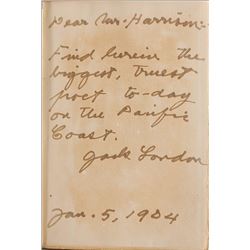 Dear Mr. Harrison:-
Find herein the
biggest, truest
poet to-day
on the Pacific
Coast.
Jack London
Jan. 5, 1904